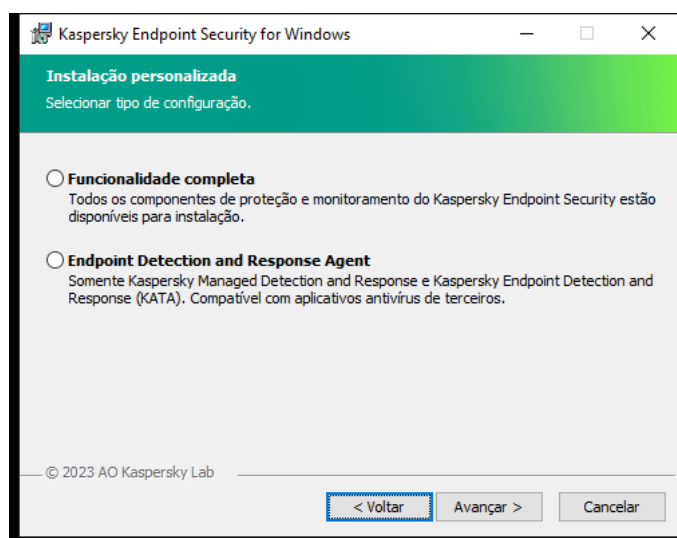 Kaspersky Endpoint Security for Windows
Instalação personalizada
Selecionar tipo de configuração.
Funcionalidade completa
Todos os componentes de proteção e monitoramento do Kaspersky Endpoint Security estão
disponíveis para instalação.
Endpoint Detection and Response Agent
Somente Kaspersky Managed Detection and Response e Kaspersky Endpoint Detection and
Response (KATA). Compatível com aplicativos antivírus de terceiros.
© 2023 AO Kaspersky Lab
< Voltar Avançar > Cancelar